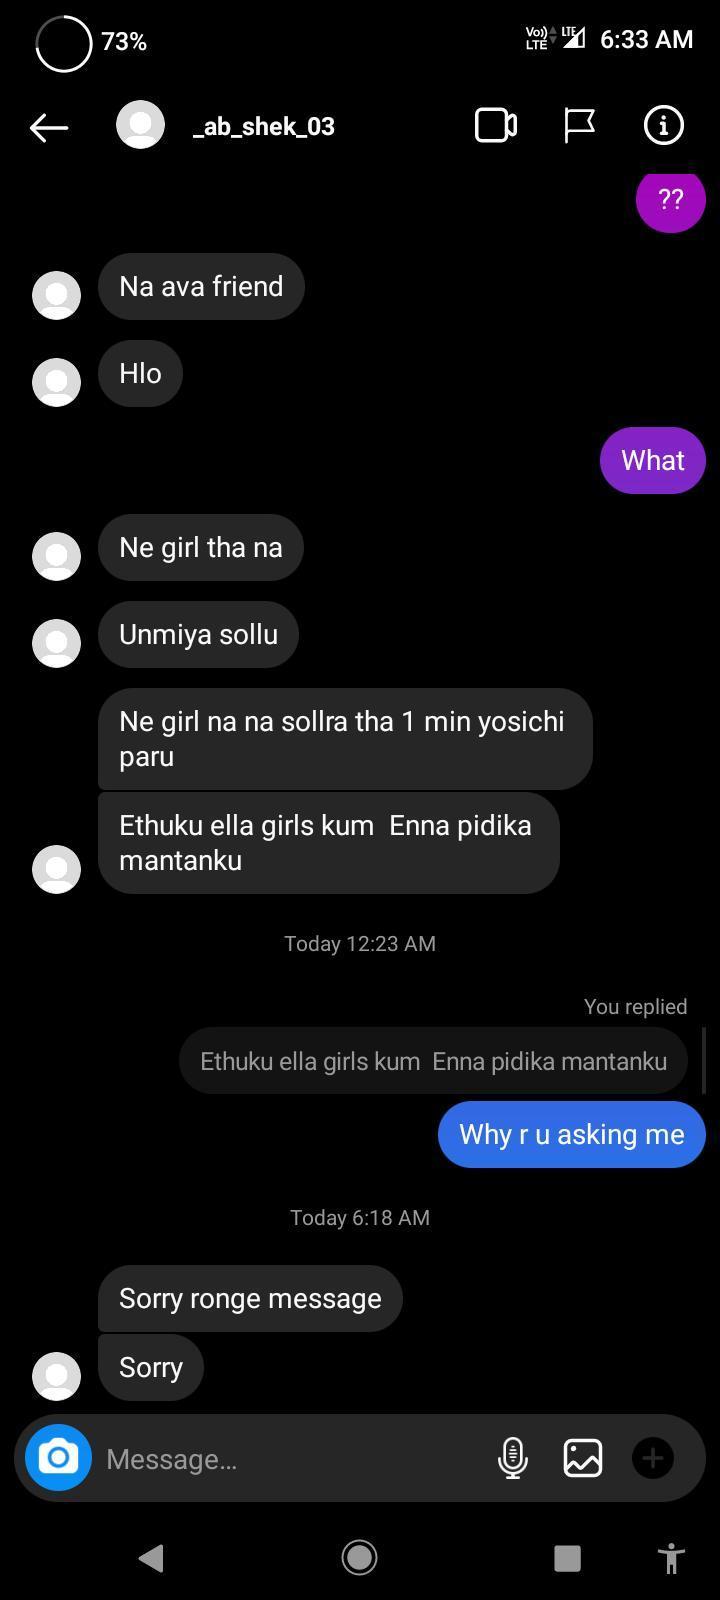 73%
Vo)) LTE LTE 6:33 AM
_ab_shek_03
??
Na ava friend
Hlo
What
Ne girl tha na
Unmiya sollu
Ne girl na na sollra tha 1 min yosichi
paru
Ethuku ella girls kum  Enna pidika
mantanku
Today 12:23 AM
You replied
Ethuku ella girls kum  Enna pidika mantanku
Why r u asking me
Today 6:18 AM
Sorry ronge message
Sorry
Message...